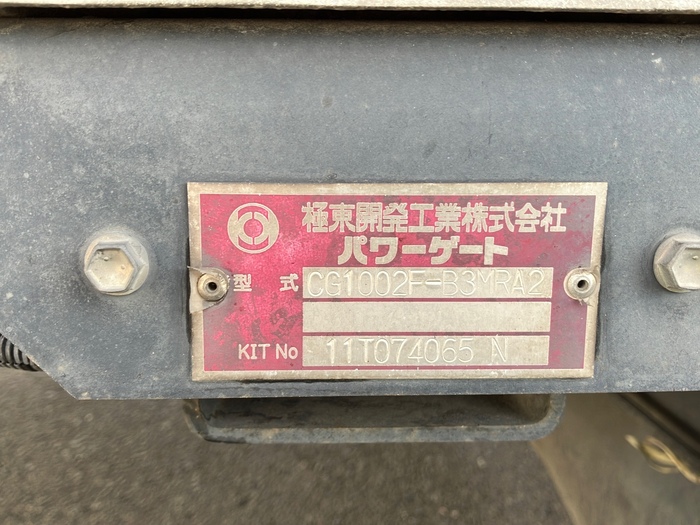 極東開発工業株式会社
パワーゲート
型 式 CG1002F-B3MRA2
KIT No 11T074065 N